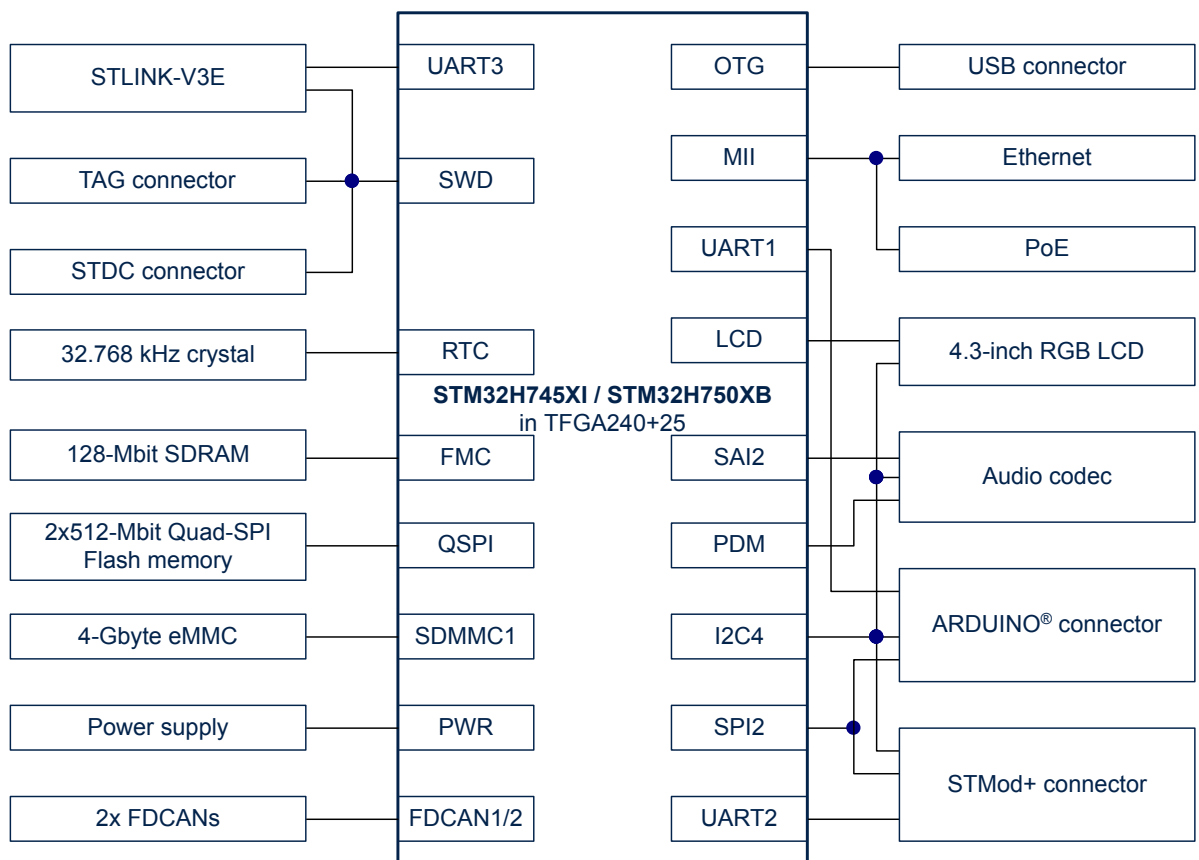 STLINK-V3E
UART3
OTG
USB connector
TAG connector
SWD
MII
Ethernet
STDC connector
UART1
PoE
32.768 kHz crystal
RTC
LCD
4.3-inch RGB LCD
STM32H745XI / STM32H750XB
in TFGA240+25
128-Mbit SDRAM
FMC
SAI2
Audio codec
2x512-Mbit Quad-SPI
Flash memory
QSPI
PDM
4-Gbyte eMMC
SDMMC1
I2C4
ARDUINO® connector
Power supply
PWR
SPI2
STMod+ connector
2x FDCANs
FDCAN1/2
UART2